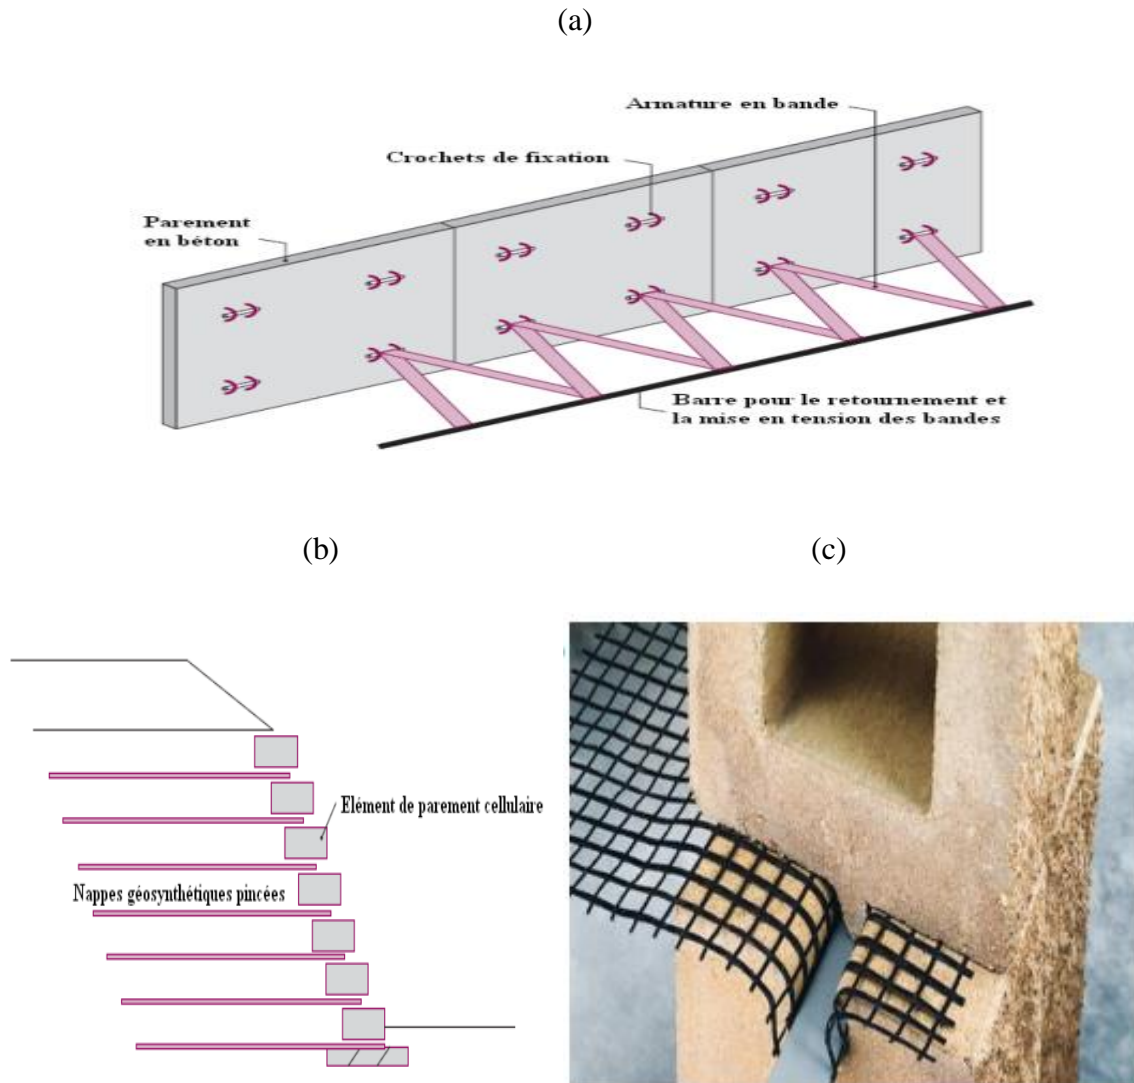 (a)
Armature en bande
Crochets de fixation
Parement
en béton
Barre pour le retournement et
la mise en tension des bandes
(b)
(c)
Elément de parement cellulaire
Nappes géosynthétiques pincées